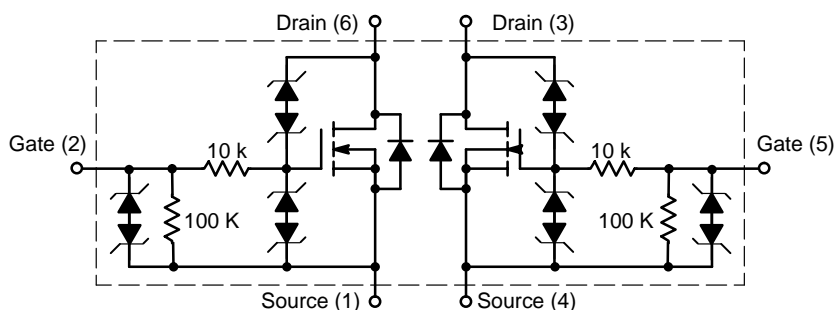 Drain (6)
Drain (3)
Gate (2)
10 k
10 k
Gate (5)
100 K
100 K
Source (1)
Source (4)